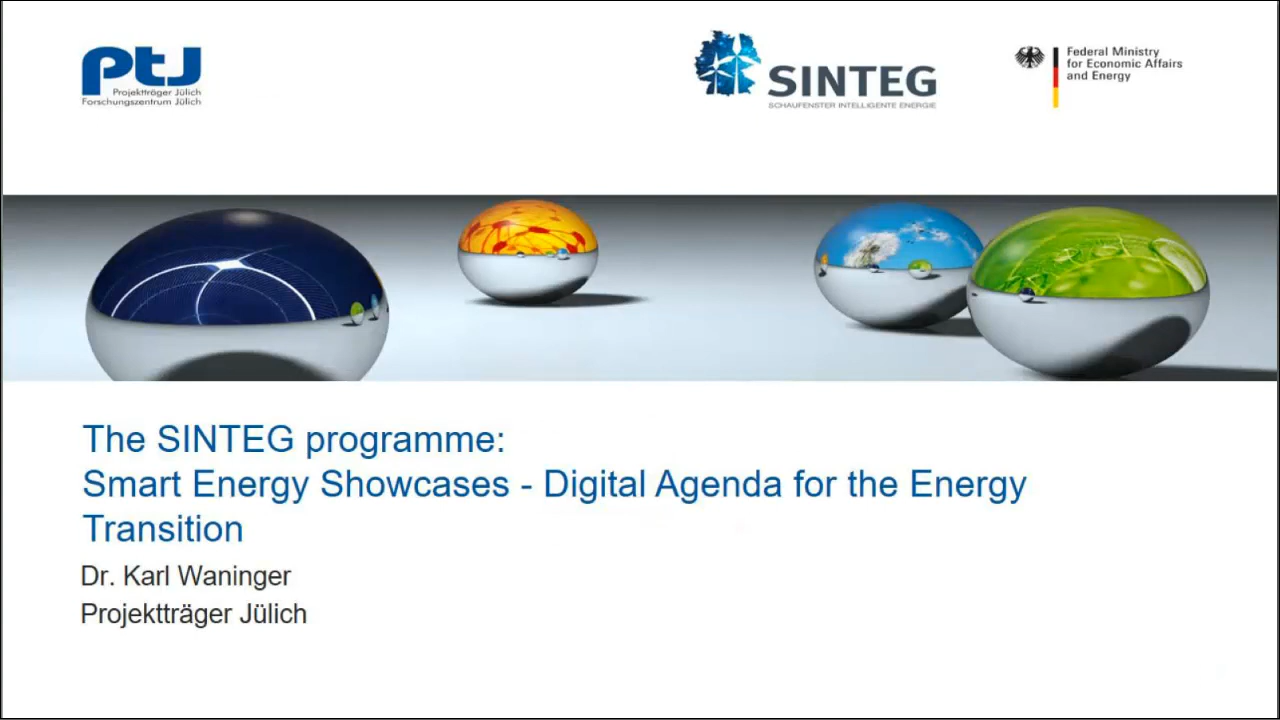 ptJ
Projektträger Jülich
Forschungszentrum Jülich
SINTEG
SCHAUFENSTER INTELLIGENTE ENERGIE
Federal Ministry
for Economic Affairs
and Energy
The SINTEG programme:
Smart Energy Showcases - Digital Agenda for the Energy
Transition
Dr. Karl Waninger
Projektträger Jülich